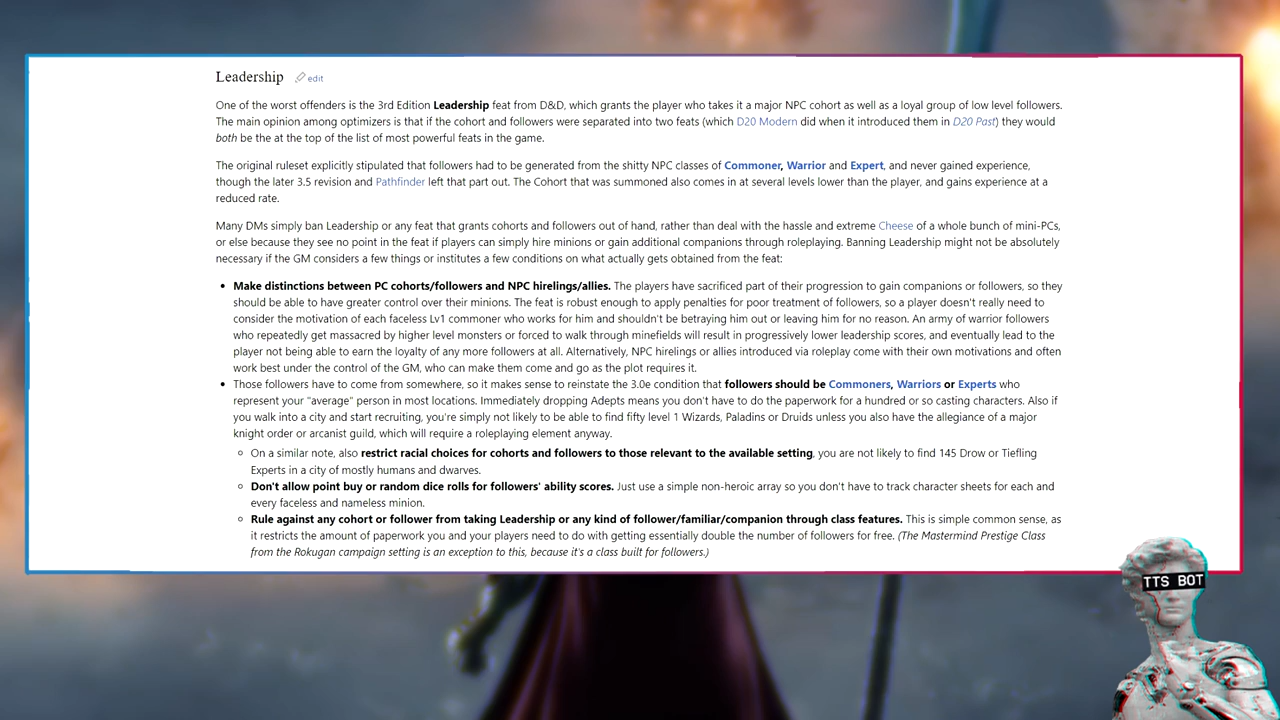 Leadership edit
One of the worst offenders is the 3rd Edition Leadership feat from D&D, which grants the player who takes it a major NPC cohort as well as a loyal group of low level followers.
The main opinion among optimizers is that if the cohort and followers were separated into two feats (which D20 Modern did when it introduced them in D20 Past) they would
both be the at the top of the list of most powerful feats in the game.
The original ruleset explicitly stipulated that followers had to be generated from the shitty NPC classes of Commoner, Warrior and Expert, and never gained experience,
though the later 3.5 revision and Pathfinder left that part out. The Cohort that was summoned also comes in at several levels lower than the player, and gains experience at a
reduced rate.
Many DMs simply ban Leadership or any feat that grants cohorts and followers out of hand, rather than deal with the hassle and extreme Cheese of a whole bunch of mini-PCs,
or else because they see no point in the feat if players can simply hire minions or gain additional companions through roleplaying. Banning Leadership might not be absolutely
necessary if the GM considers a few things or institutes a few conditions on what actually gets obtained from the feat:
• Make distinctions between PC cohorts/followers and NPC hirelings/allies. The players have sacrificed part of their progression to gain companions or followers, so they
should be able to have greater control over their minions. The feat is robust enough to apply penalties for poor treatment of followers, so a player doesn't really need to
consider the motivation of each faceless Lv1 commoner who works for him and shouldn't be betraying him out or leaving him for no reason. An army of warrior followers
who repeatedly get massacred by higher level monsters or forced to walk through minefields will result in progressively lower leadership scores, and eventually lead to the
player not being able to earn the loyalty of any more followers at all. Alternatively, NPC hirelings or allies introduced via roleplay come with their own motivations and often
work best under the control of the GM, who can make them come and go as the plot requires it.
• Those followers have to come from somewhere, so it makes sense to reinstate the 3.0e condition that followers should be Commoners, Warriors or Experts who
represent your "average" person in most locations. Immediately dropping Adepts means you don't have to do the paperwork for a hundred or so casting characters. Also if
you walk into a city and start recruiting, you're simply not likely to be able to find fifty level 1 Wizards, Paladins or Druids unless you also have the allegiance of a major
knight order or arcanist guild, which will require a roleplaying element anyway.
◦ On a similar note, also restrict racial choices for cohorts and followers to those relevant to the available setting, you are not likely to find 145 Drow or Tiefling
Experts in a city of mostly humans and dwarves.
◦ Don't allow point buy or random dice rolls for followers' ability scores. Just use a simple non-heroic array so you don't have to track character sheets for each and
every faceless and nameless minion.
◦ Rule against any cohort or follower from taking Leadership or any kind of follower/familiar/companion through class features. This is simple common sense, as
it restricts the amount of paperwork you and your players need to do with getting essentially double the number of followers for free. (The Mastermind Prestige Class
from the Rokugan campaign setting is an exception to this, because it's a class built for followers.)
TTS BOT